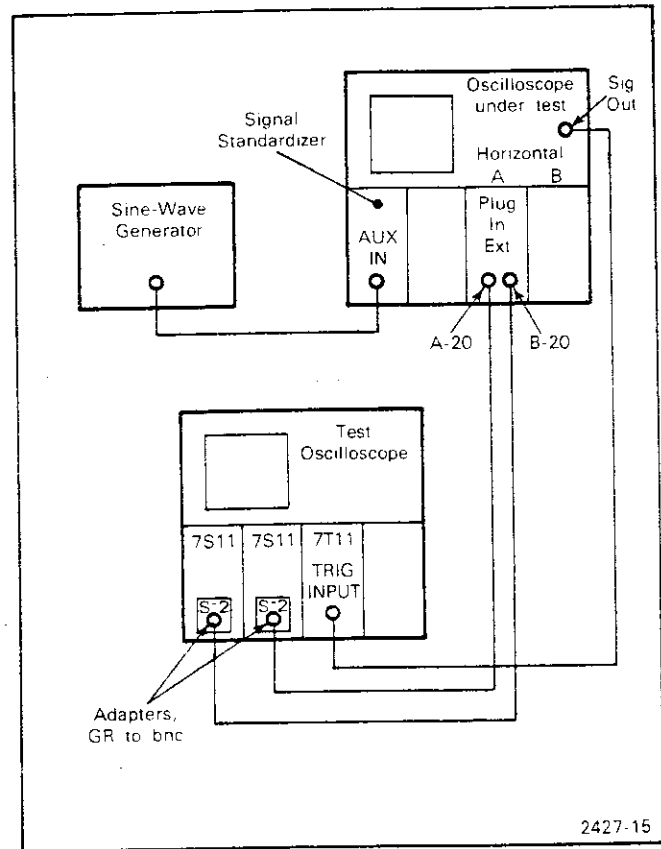 Oscilloscope
under test
Sig
Out
Signal
Standardizer
Horizontal
A B
Sine-Wave
Generator
Plug
In
Ext
AUX
IN
A-20
B-20
Test
Oscilloscope
7S11
7S11
7T11
TRIG
INPUT
S-2
S-2
Adapters,
GR to bnc
2427-15